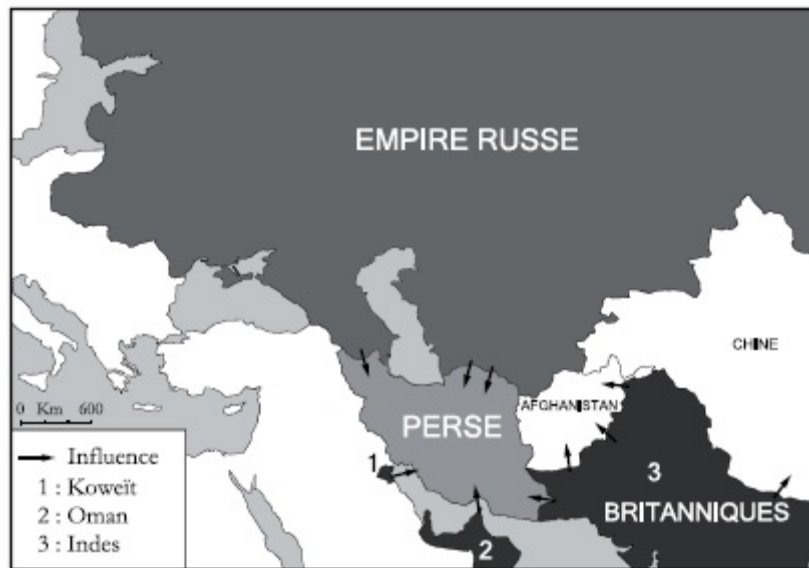 EMPIRE RUSSE
CHINE
AFGHANISTAN
PERSE
0 Km 600
1
3
BRITANNIQUES
2
Influence
1 : Koweït
2 : Oman
3 : Indes